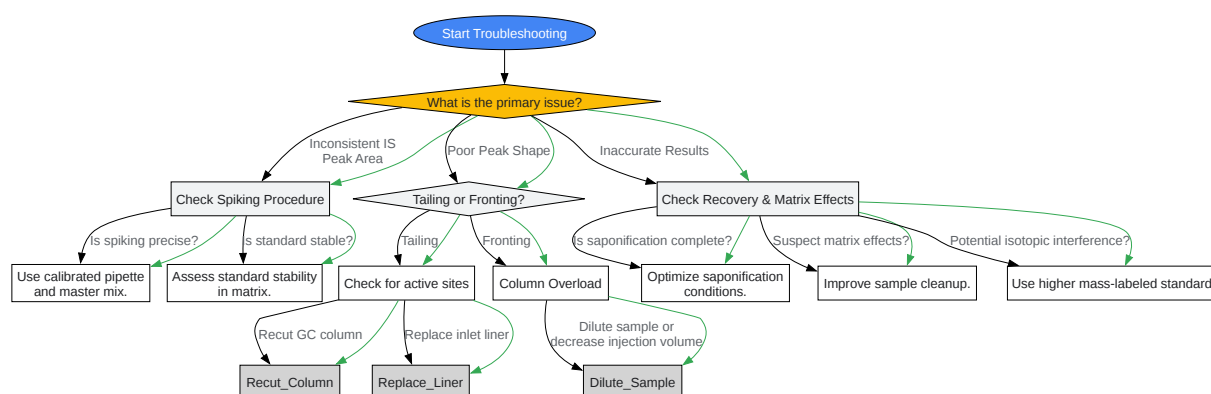 Start Troubleshooting
What is the primary issue?
Inconsistent IS
Peak Area
Poor Peak Shape
Inaccurate Results
Check Spiking Procedure
Tailing or Fronting?
Check Recovery & Matrix Effects
Is spiking precise?
Is standard stable?
Tailing
Fronting
Is saponification complete?
Suspect matrix effects?
Potential isotopic interference?
Use calibrated pipette
and master mix.
Assess standard stability
in matrix.
Check for active sites
Column Overload
Optimize saponification
conditions.
Improve sample cleanup.
Use higher mass-labeled standard.
Recut GC column
Replace inlet liner
Dilute sample or
decrease injection volume
Recut_Column
Replace_Liner
Dilute_Sample